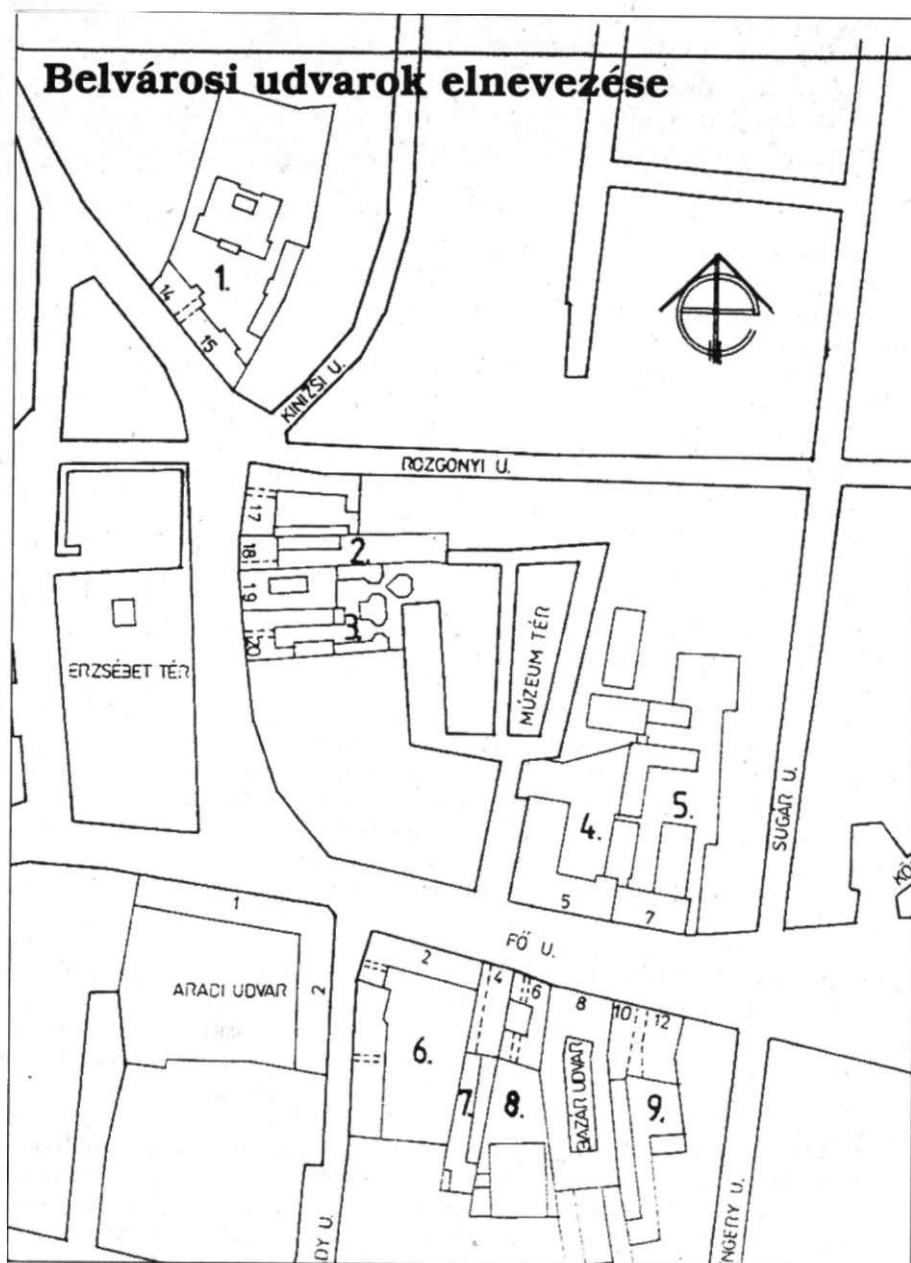 Belvárosi udvarok elnevezése
1.
14
15
KINIZSI U.
ROZGONYI U.
17
18
2.
19
3.
20
ERZSÉBET TÉR
MÚZEUM TÉR
4.
5.
SUGÁR U.
5
7
1
FŐ U.
2
ARADI UDVAR
2
4
6
8
10
12
6.
7.
8.
BAZÁR UDVAR
9.
DY U.
NGERY U.